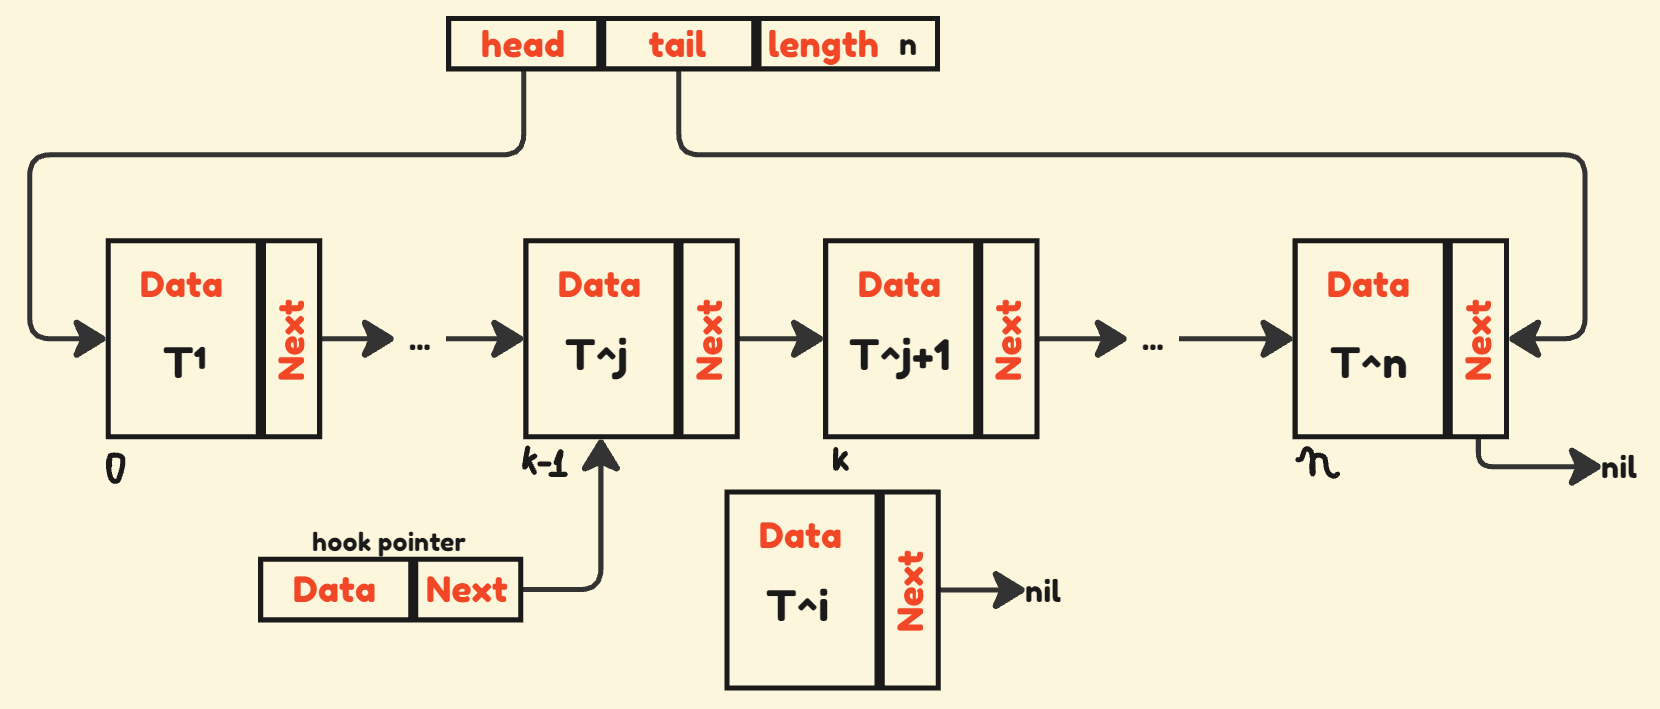 head tail length n
Data Data Data Data
T1 Next ... T^j Next T^j+1 Next ... T^n Next
0 k-1 k n nil
hook pointer
Data Next
Data
T^i Next nil